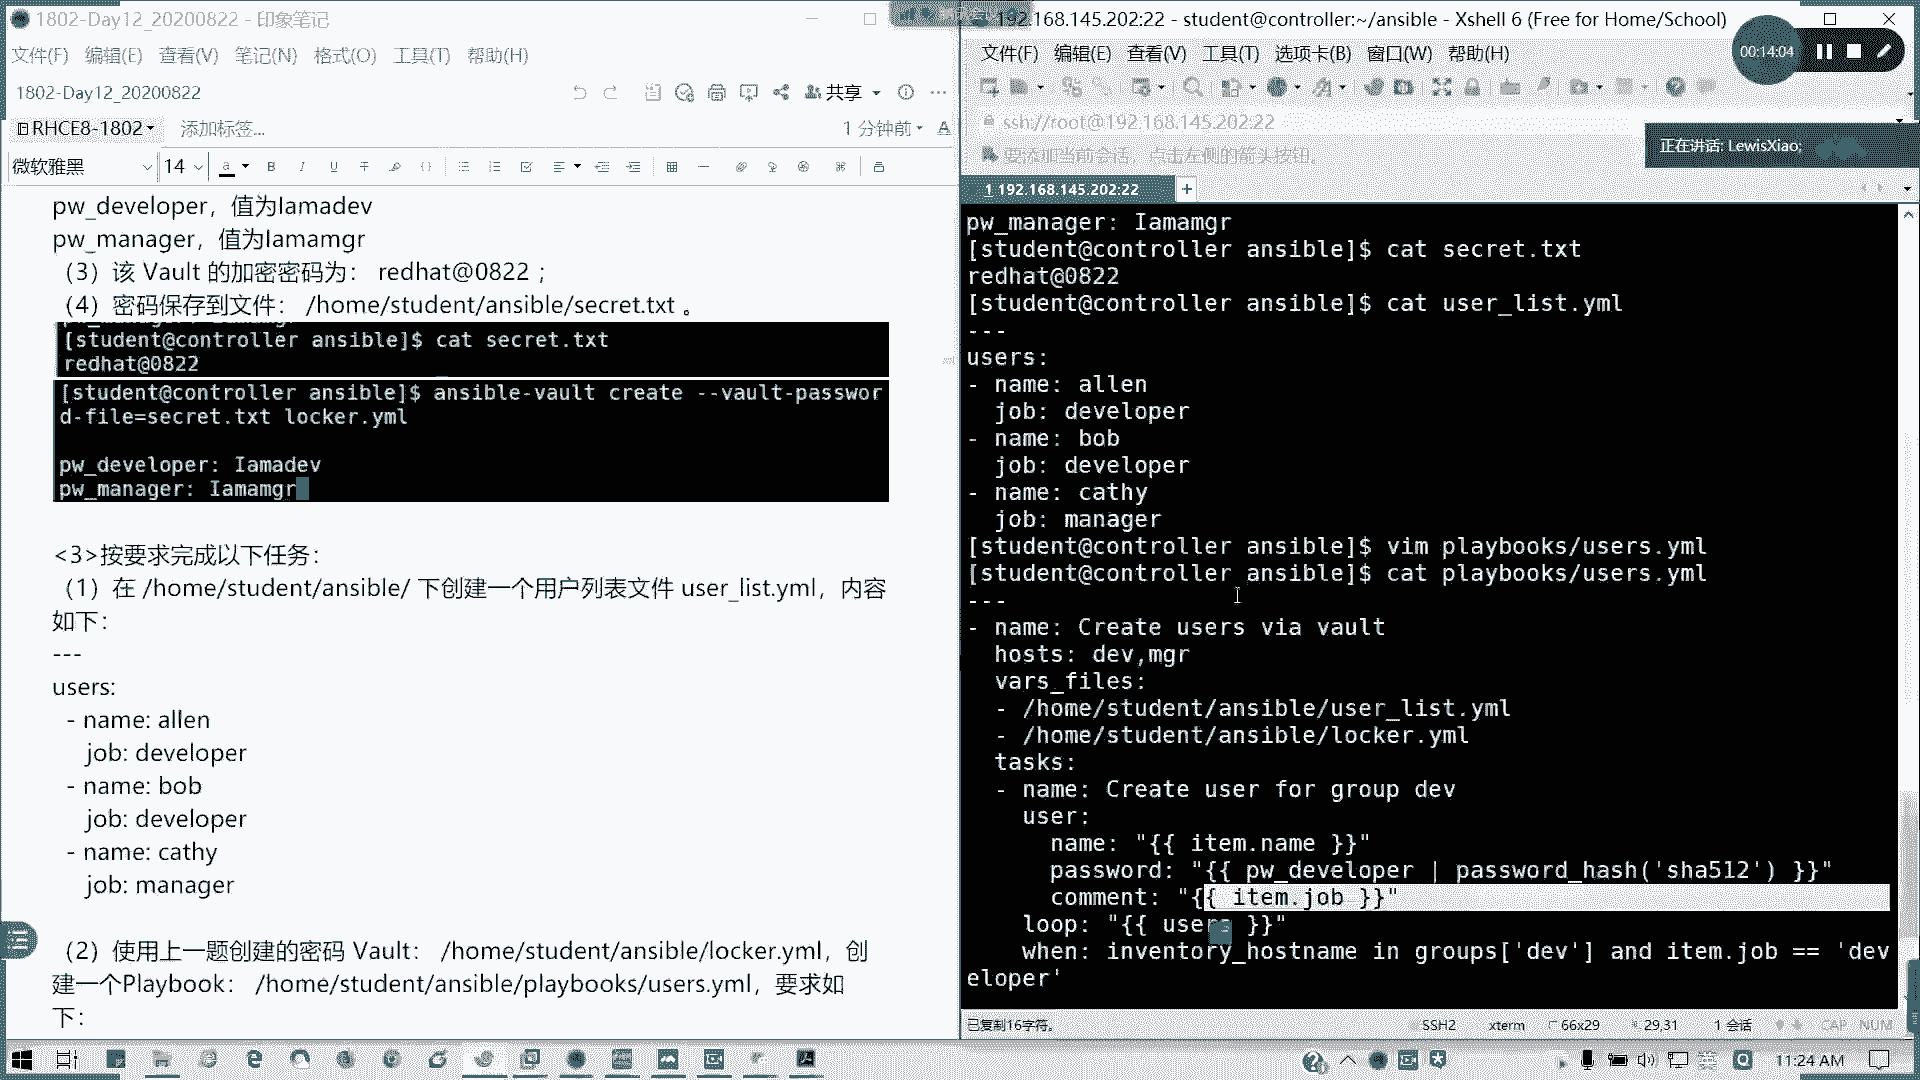 1802-Day12_20200822 - 印象笔记
文件(F) 编辑(E) 查看(V) 笔记(N) 格式(O) 工具(T) 帮助(H)
1802-Day12_20200822
共享
RHCE8-1802
添加标签...
1 分钟前
微软雅黑
14
pw_developer，值为Iamadev
pw_manager，值为Iamamgr
（3）该 Vault 的加密密码为： redhat@0822；
（4）密码保存到文件： /home/student/ansible/secret.txt 。
[student@controller ansible]$ cat secret.txt
redhat@0822
[student@controller ansible]$ ansible-vault create --vault-passwor
d-file=secret.txt locker.yml
pw_developer: Iamadev
pw_manager: Iamamgr
<3>按要求完成以下任务：
（1）在 /home/student/ansible/ 下创建一个用户列表文件 user_list.yml，内容
如下：
---
users:
- name: allen
job: developer
- name: bob
job: developer
- name: cathy
job: manager
（2）使用上一题创建的密码 Vault： /home/student/ansible/locker.yml，创
建一个Playbook： /home/student/ansible/playbooks/users.yml，要求如
下：
192.168.145.202:22 - student@controller:~/ansible - Xshell 6 (Free for Home/School)
文件(F) 编辑(E) 查看(V) 工具(T) 选项卡(B) 窗口(W) 帮助(H)
00:14:04
ssh://root@192.168.145.202:22
要添加当前会话，点击左侧的箭头按钮。
正在讲话: LewisXiao;
1 192.168.145.202:22
pw_manager: Iamamgr
[student@controller ansible]$ cat secret.txt
redhat@0822
[student@controller ansible]$ cat user_list.yml
---
users:
- name: allen
  job: developer
- name: bob
  job: developer
- name: cathy
  job: manager
[student@controller ansible]$ vim playbooks/users.yml
[student@controller ansible]$ cat playbooks/users.yml
---
- name: Create users via vault
  hosts: dev,mgr
  vars_files:
  - /home/student/ansible/user_list.yml
  - /home/student/ansible/locker.yml
  tasks:
  - name: Create user for group dev
    user:
      name: "{{ item.name }}"
      password: "{{ pw_developer | password_hash('sha512') }}"
      comment: "{{ item.job }}"
    loop: "{{ users }}"
    when: inventory_hostname in groups['dev'] and item.job == 'dev
eloper'
已复制16字符。
SSH2
xterm
66x29
29,31
1 会话
CAP NUM
英
11:24 AM